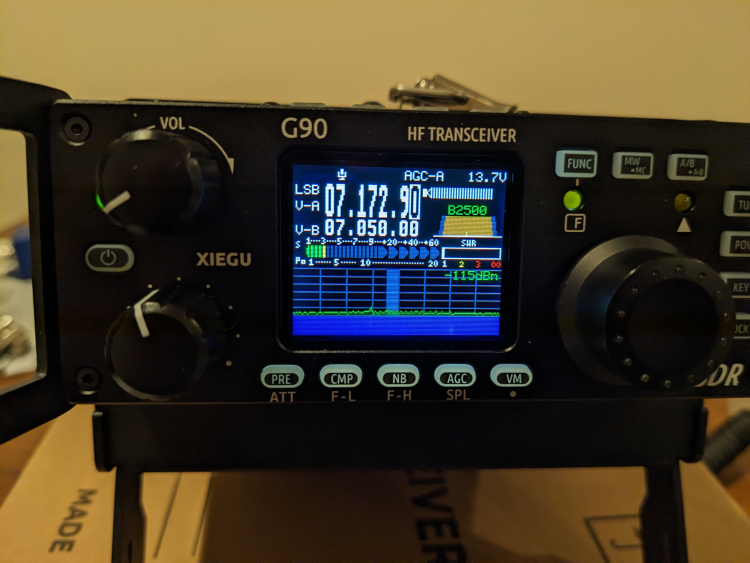 VOL
G90
HF TRANSCEIVER
FUNC
MW
•MC
A/B
•A=B
AGC-A 13.7V
LSB
V-A 07.172.90
B2500
V-B 07.050.00
S 1---3---5---7---9-+20-+40-+60
SWR
Po 1----5----10--------20
1 2 3 ∞
-115dBm
F
XIEGU
PRE
CMP
NB
AGC
VM
ATT
F-L
F-H
SPL
POW
KEY
MADE